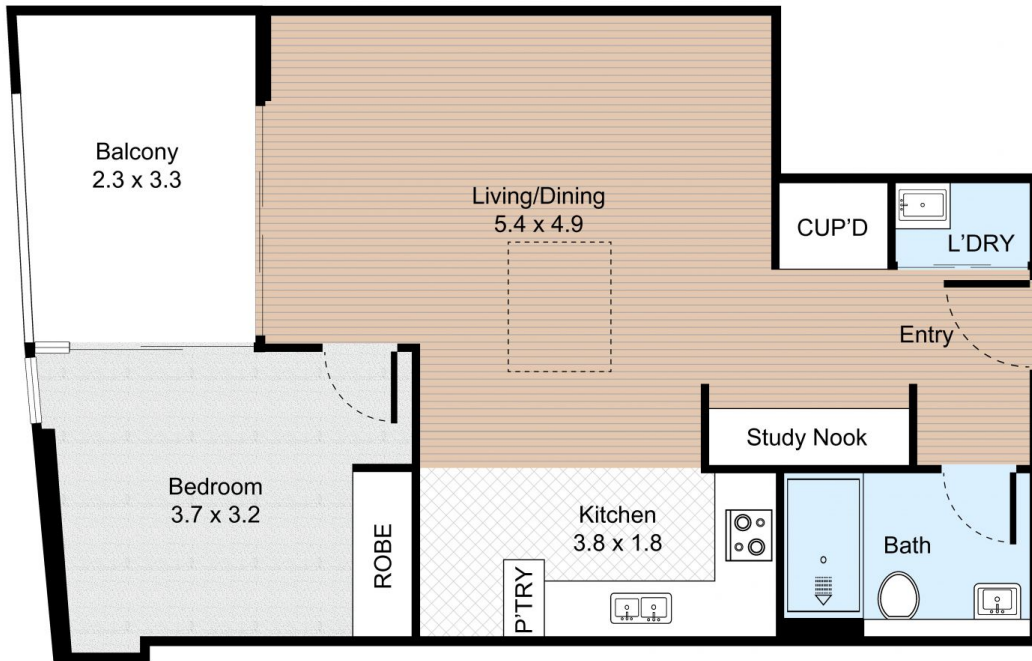 Balcony
2.3 x 3.3
Living/Dining
5.4 x 4.9
CUP'D
L'DRY
Entry
Study Nook
Bedroom
3.7 x 3.2
ROBE
Kitchen
3.8 x 1.8
P'TRY
Bath